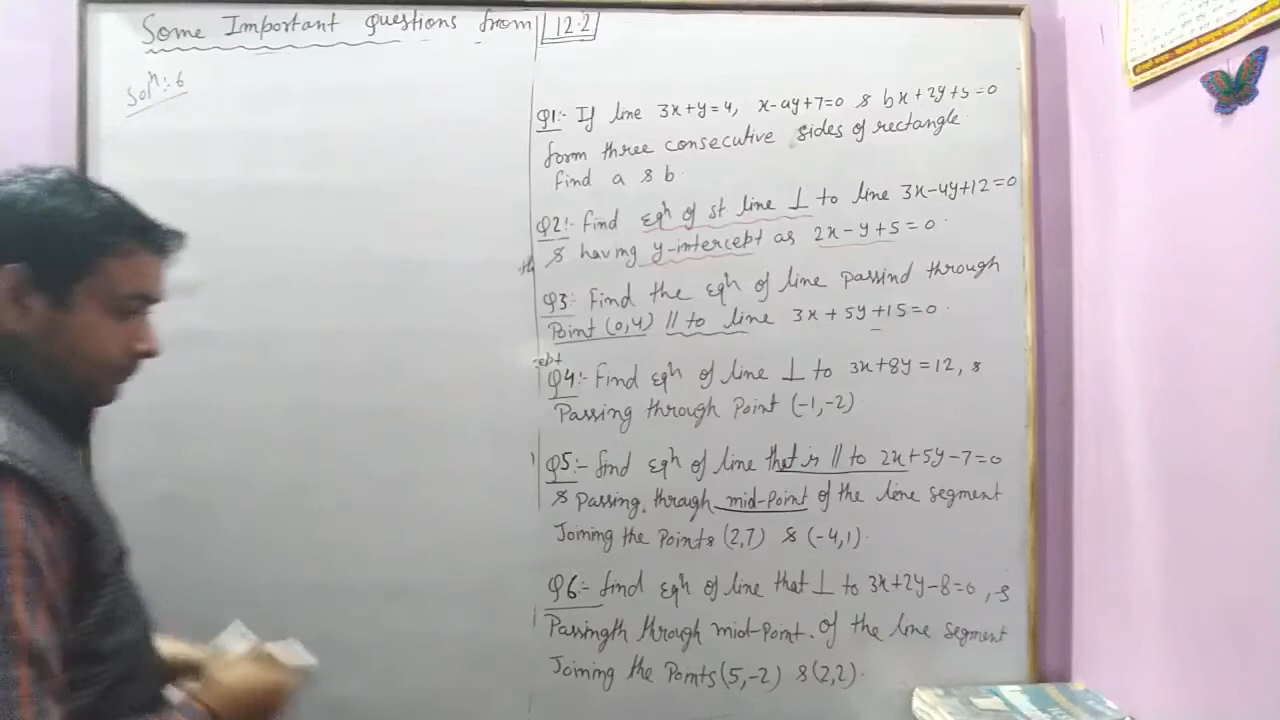 Some Important Questions from 12.2
Solⁿ:- 6
Q1:- If line 3x+y=4, x-ay+7=0 & bx+2y+5=0
form three consecutive sides of rectangle.
find a & b.
Q2:- Find eqⁿ of st. line ⊥ to line 3x-4y+12=0
& having y-intercept as 2x-y+5=0.
Q3:- Find the eqⁿ of line passind through
Point (0,4) // to line 3x+5y+15=0.
Q4:- Find eqⁿ of line ⊥ to 3x+8y=12, &
Passing through Point (-1,-2)
Q5:- find eqⁿ of line that is // to 2x+5y-7=0
& Passing through mid-Point of the line segment
Joining the Points (2,7) & (-4,1).
Q6:- find eqⁿ of line that ⊥ to 3x+2y-8=0, &
Passingth through mid-Point. of the line segment
Joining the Points (5,-2) & (2,2).